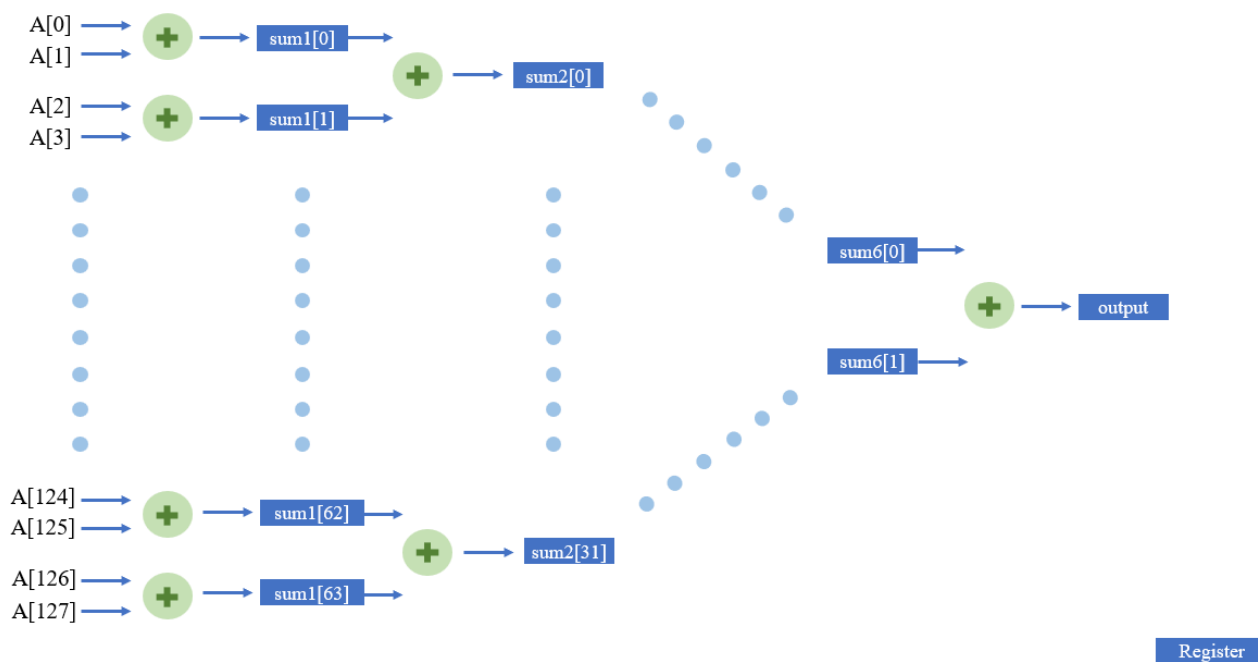 A[0]
A[1]
sum1[0]
sum2[0]
A[2]
A[3]
sum1[1]
sum6[0]
output
sum6[1]
A[124]
A[125]
sum1[62]
sum2[31]
A[126]
A[127]
sum1[63]
Register